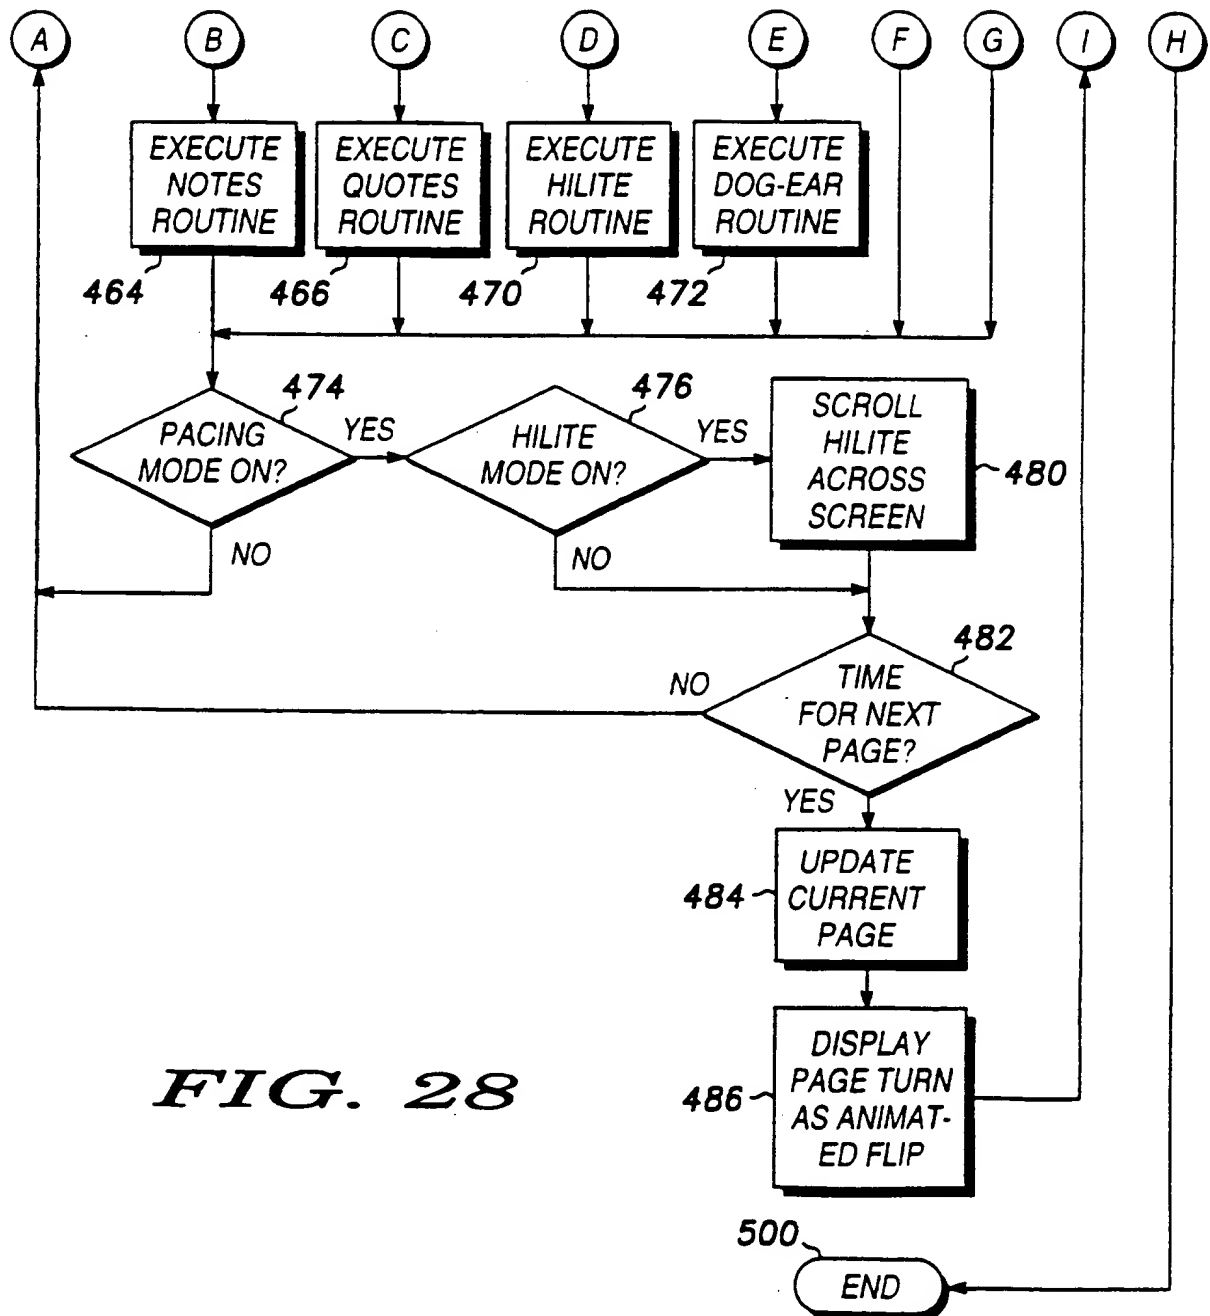 A B C D E F G I H
EXECUTE
NOTES
ROUTINE
464
EXECUTE
QUOTES
ROUTINE
466
EXECUTE
HILITE
ROUTINE
470
EXECUTE
DOG-EAR
ROUTINE
472
PACING
MODE ON?
474
YES
NO
HILITE
MODE ON?
476
YES
NO
SCROLL
HILITE
ACROSS
SCREEN
480
TIME
FOR NEXT
PAGE?
482
NO
YES
UPDATE
CURRENT
PAGE
484
DISPLAY
PAGE TURN
AS ANIMAT-
ED FLIP
486
FIG. 28
500
END